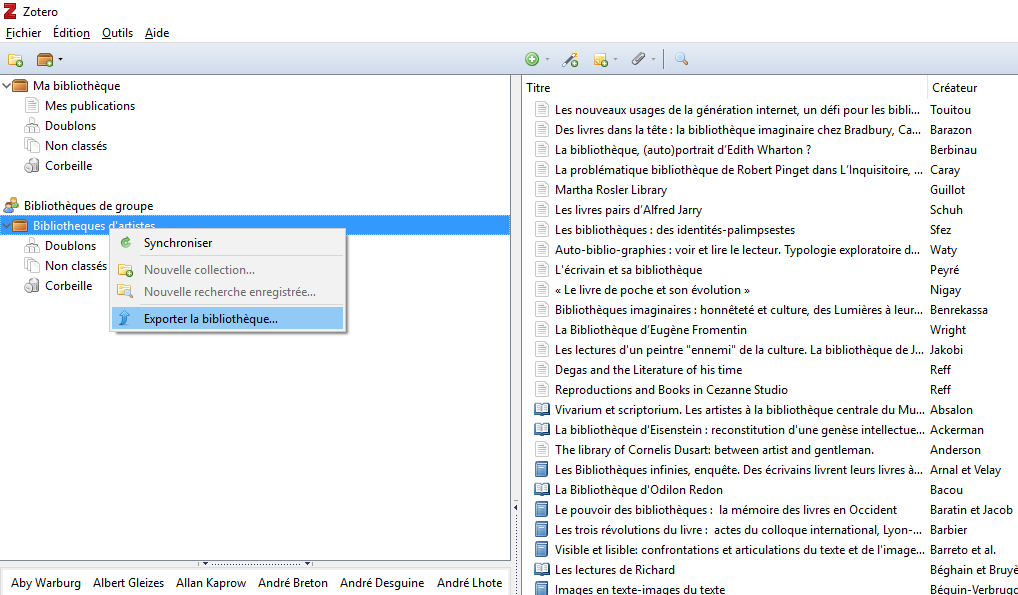 Zotero
Fichier Édition Outils Aide
Ma bibliothèque
Mes publications
Doublons
Non classés
Corbeille
Bibliothèques de groupe
Bibliotheques d'artistes
Doublons
Non classés
Corbeille
Synchroniser
Nouvelle collection...
Nouvelle recherche enregistrée...
Exporter la bibliothèque...
Aby Warburg Albert Gleizes Allan Kaprow André Breton André Desguine André Lhote
Titre Créateur
Les nouveaux usages de la génération internet, un défi pour les bibli... Touitou
Des livres dans la tête : la bibliothèque imaginaire chez Bradbury, Ca... Barazon
La bibliothèque, (auto)portrait d’Edith Wharton ? Berbinau
La problématique bibliothèque de Robert Pinget dans L’Inquisitoire, ... Caray
Martha Rosler Library Guillot
Les livres pairs d’Alfred Jarry Schuh
Les bibliothèques : des identités-palimpsestes Sfez
Auto-biblio-graphies : voir et lire le lecteur. Typologie exploratoire d... Waty
L'écrivain et sa bibliothèque Peyré
« Le livre de poche et son évolution » Nigay
Bibliothèques imaginaires : honnêteté et culture, des Lumières à leur... Benrekassa
La Bibliothèque d’Eugène Fromentin Wright
Les lectures d'un peintre "ennemi" de la culture. La bibliothèque de J... Jakobi
Degas and the Literature of his time Reff
Reproductions and Books in Cezanne Studio Reff
Vivarium et scriptorium. Les artistes à la bibliothèque centrale du Mu... Absalon
La bibliothèque d'Eisenstein : reconstitution d'une genèse intellectue... Ackerman
The library of Cornelis Dusart: between artist and gentleman. Anderson
Les Bibliothèques infinies, enquête. Des écrivains livrent leurs livres à... Arnal et Velay
La Bibliothèque d'Odilon Redon Bacou
Le pouvoir des bibliothèques : la mémoire des livres en Occident Baratin et Jacob
Les trois révolutions du livre : actes du colloque international, Lyon-... Barbier
Visible et lisible: confrontations et articulations du texte et de l'image... Barreto et al.
Les lectures de Richard Béghain et Bruyè
Images en texte-images du texte Béguin-Verbrugg